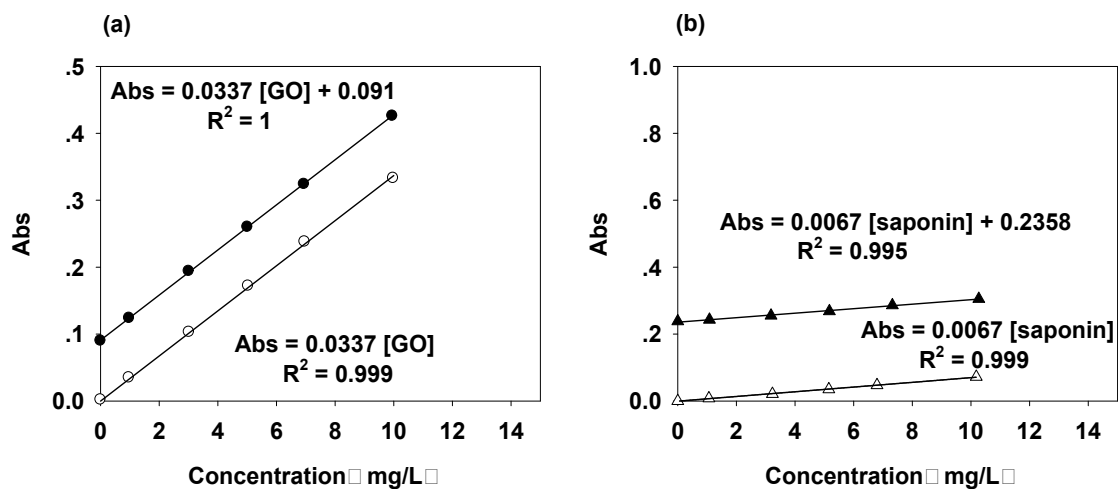 (a)
.5
.4
.3
.2
.1
0.0
Abs
Abs = 0.0337 [GO] + 0.091
R² = 1
Abs = 0.0337 [GO]
R² = 0.999
0 2 4 6 8 10 12 14
Concentration□ mg/L□
(b)
1.0
.8
.6
.4
.2
0.0
Abs
Abs = 0.0067 [saponin] + 0.2358
R² = 0.995
Abs = 0.0067 [saponin]
R² = 0.999
0 2 4 6 8 10 12 14
Concentration□ mg/L□